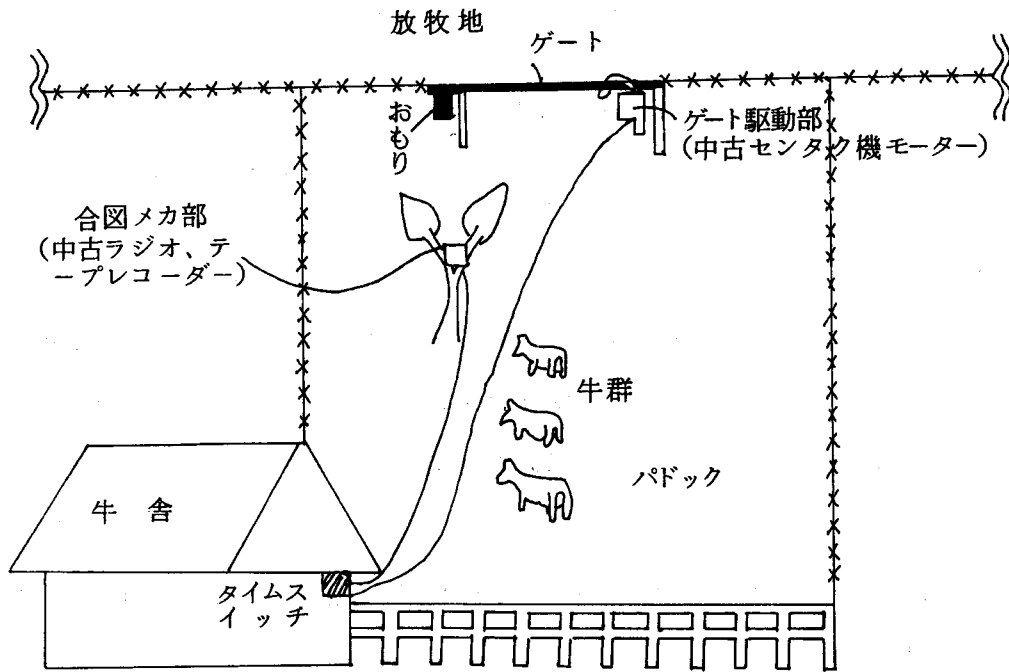 放牧地
ゲート
おもり
ゲート駆動部
(中古センタク機モーター)
合図メカ部
(中古ラジオ、テ
ープレコーダー)
牛群
パドック
牛舎
タイムス
イッチ